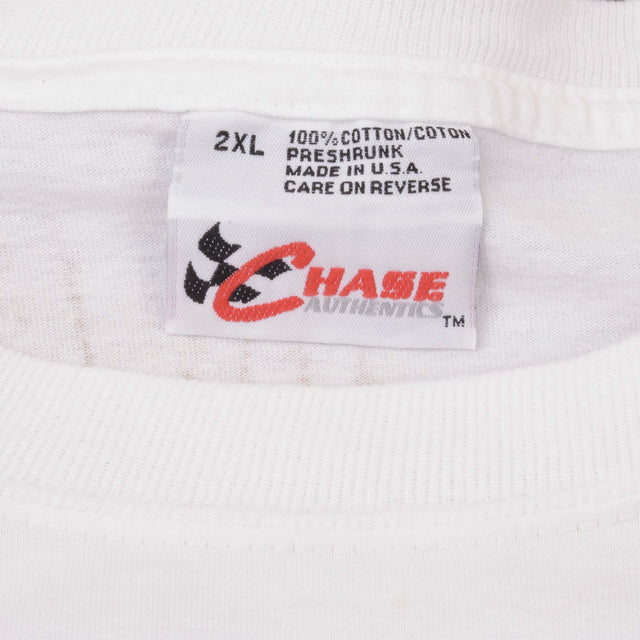 2XL 100% COTTON/COTON
PRESHRUNK
MADE IN U.S.A.
CARE ON REVERSE
CHASE
AUTHENTICS
TM